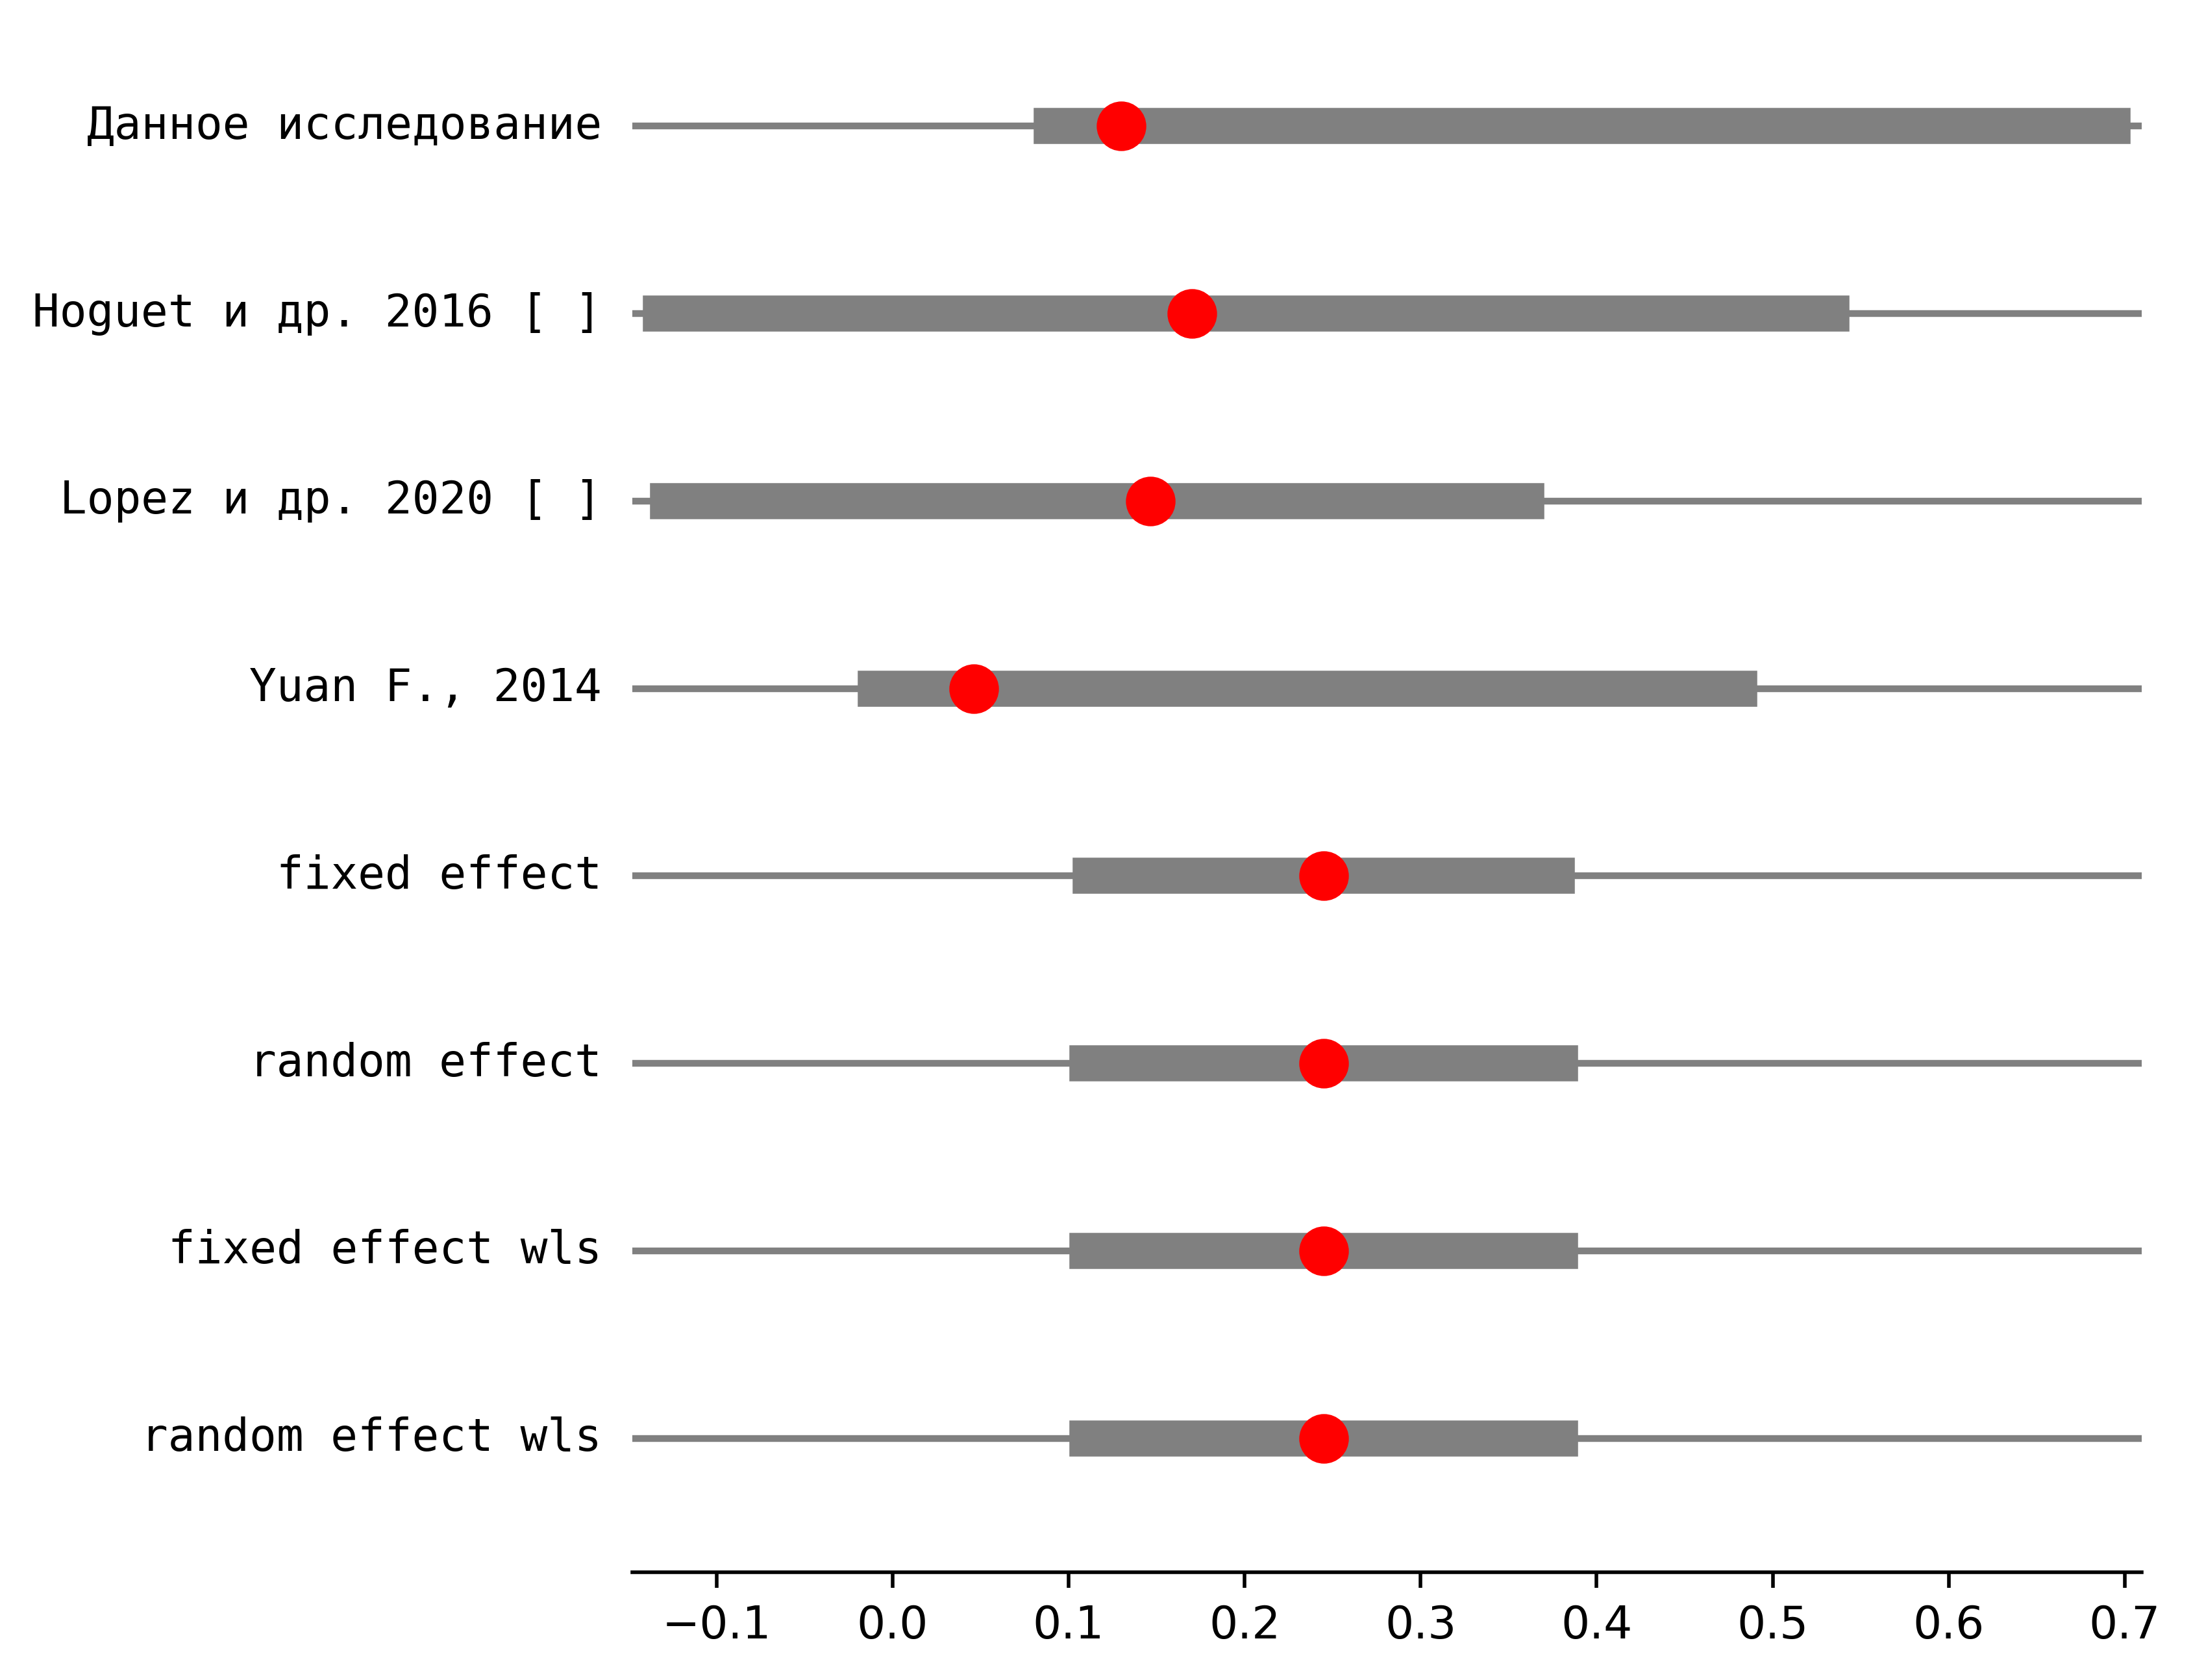 Данное исследование
Hoguet и др. 2016 [ ]
Lopez и др. 2020 [ ]
Yuan F., 2014
fixed effect
random effect
fixed effect wls
random effect wls
−0.1 0.0 0.1 0.2 0.3 0.4 0.5 0.6 0.7